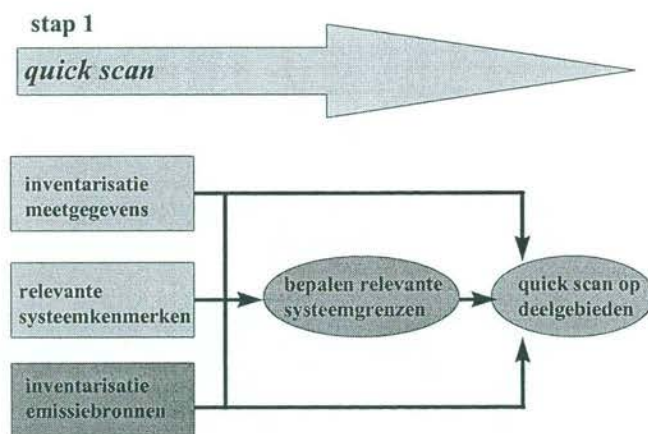 stap 1
quick scan
inventarisatie
meetgegevens
relevante
systeemkenmerken
inventarisatie
emissiebronnen
bepalen relevante
systeemgrenzen
quick scan op
deelgebieden